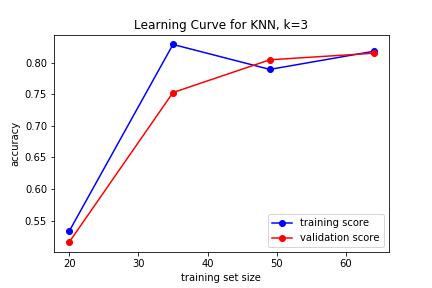 Learning Curve for KNN, k=3
accuracy
0.80
0.75
0.70
0.65
0.60
0.55
20 30 40 50 60
training set size
training score
validation score